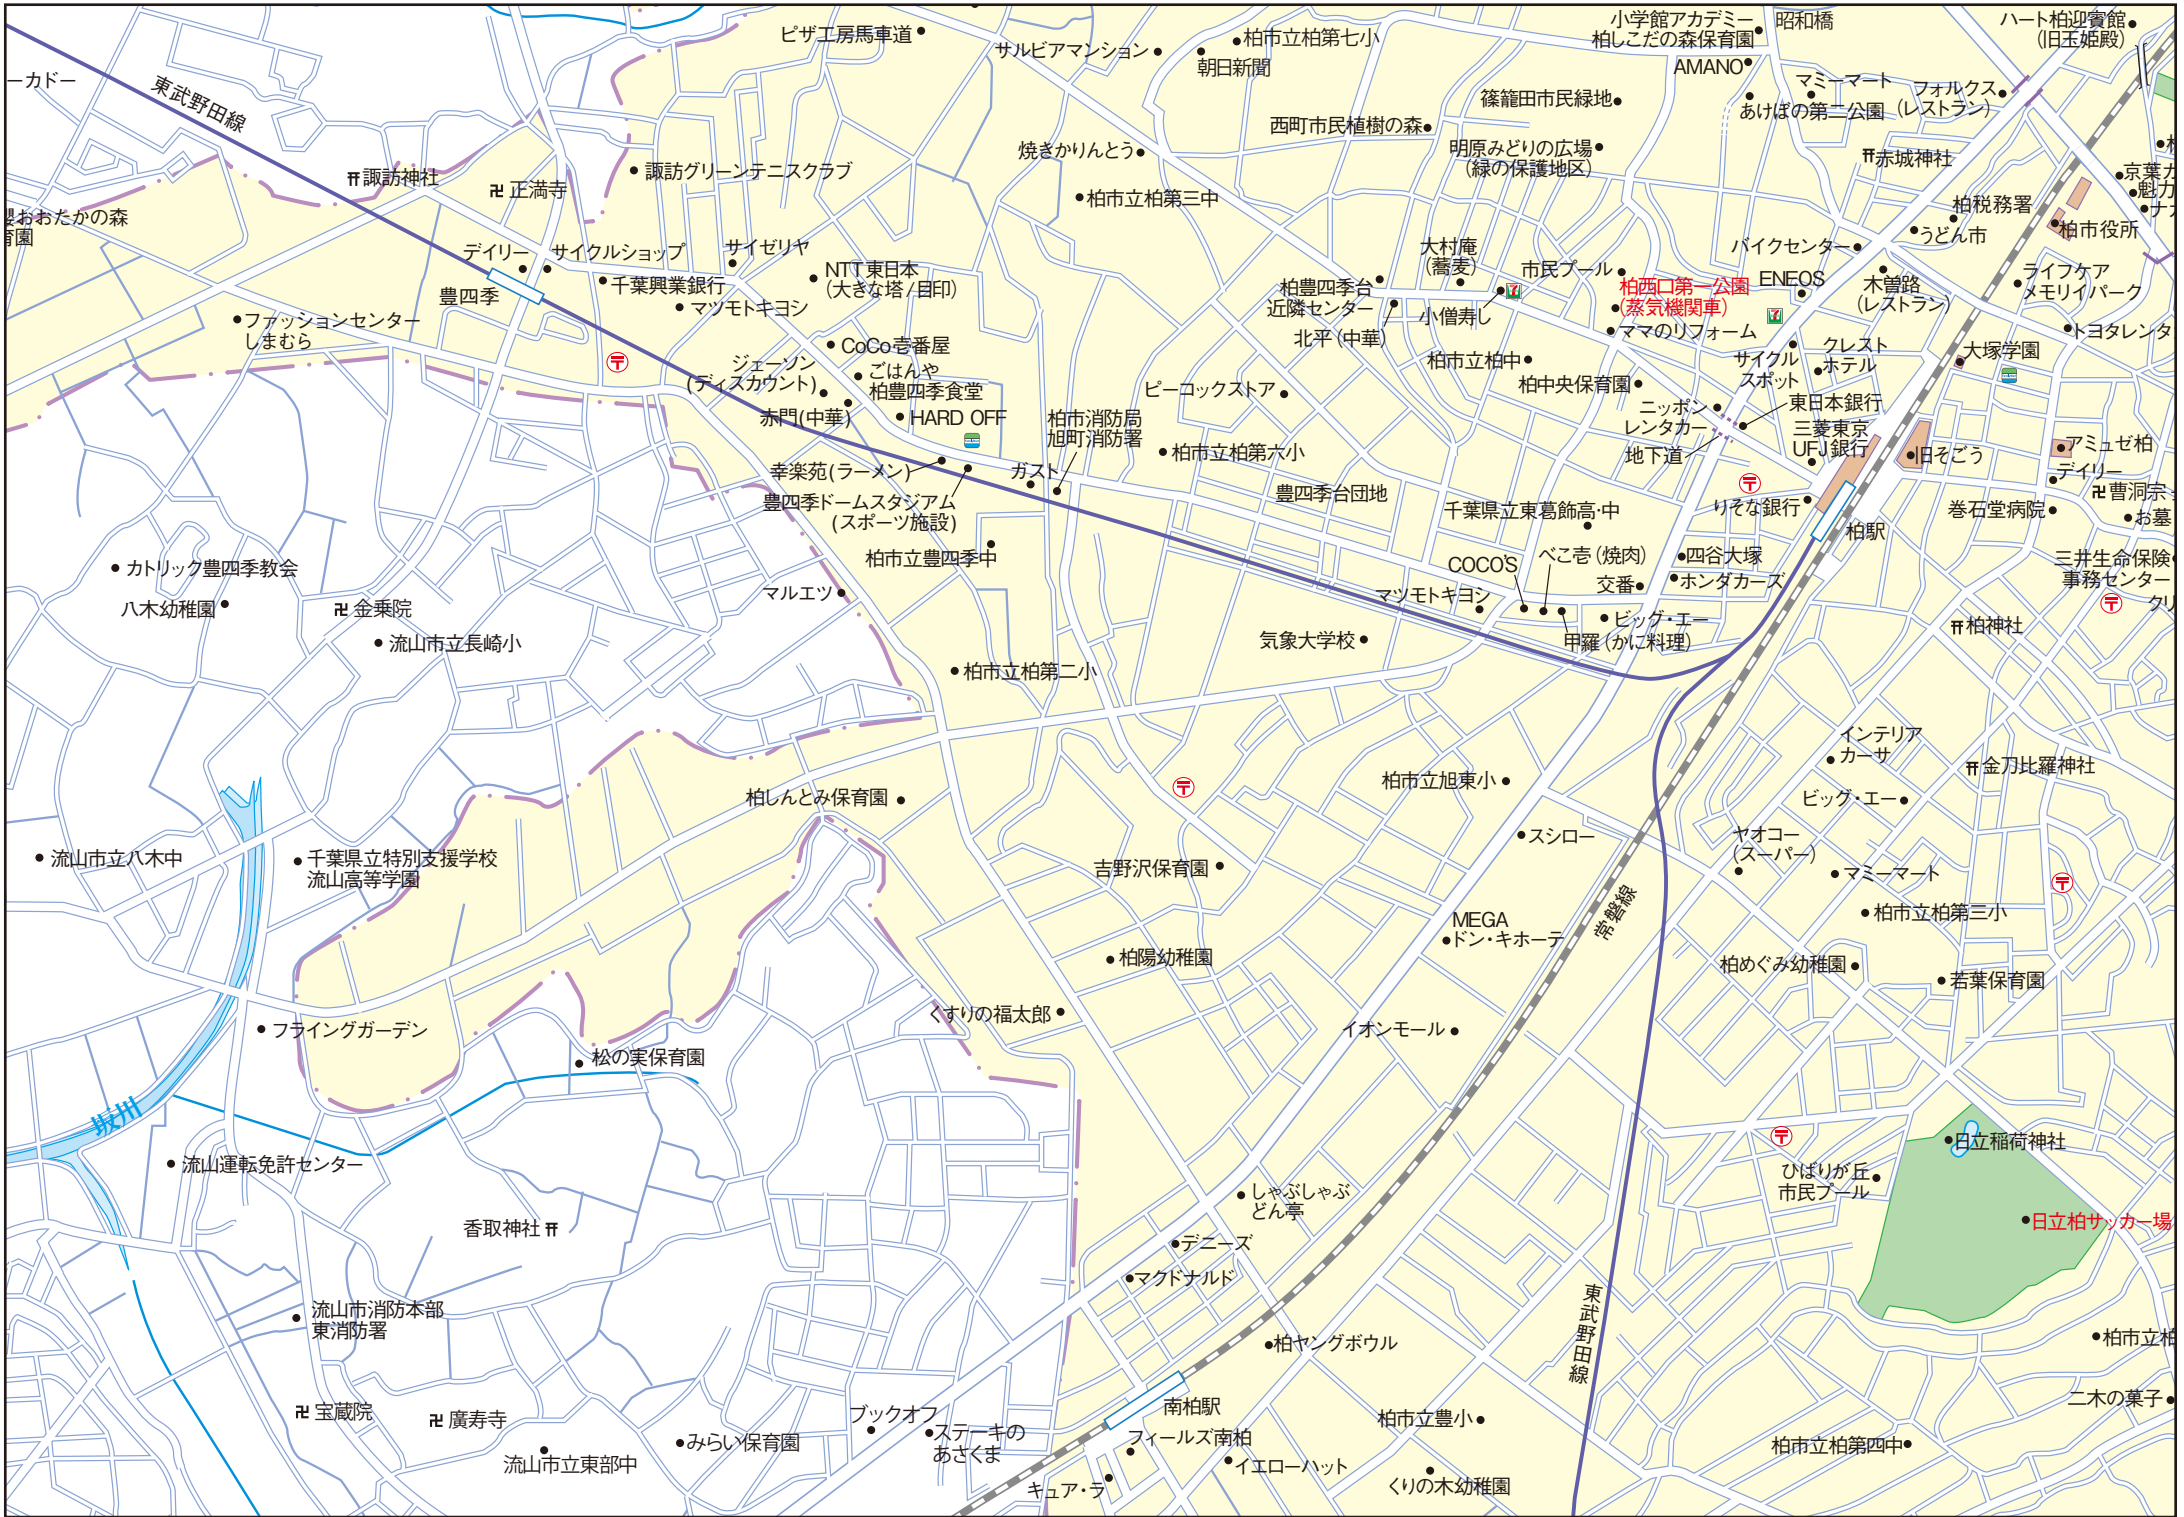 ピザ工房馬車道
サルビアマンション
柏市立柏第七小
朝日新聞
小学館アカデミー
柏しこだの森保育園
昭和橋
ハート柏迎賓館
(旧玉姫殿)
ーカドー
東武野田線
AMANO
マミーマート
フォルクス
(レストラン)
あけぼの第二公園
篠籠田市民緑地
西町市民植樹の森
明原みどりの広場
(緑の保護地区)
赤城神社
焼きかりんとう
諏訪グリーンテニスクラブ
諏訪神社
卍 正満寺
柏市立柏第三中
京葉ガ
魁力
ナ
おおたかの森
育園
柏税務署
うどん市
柏市役所
デイリー
サイクルショップ
サイゼリヤ
NTT東日本
(大きな塔/目印)
千葉興業銀行
マツモトキヨシ
豊四季
大村庵
(蕎麦)
市民プール
バイクセンター
ENEOS
木曽路
(レストラン)
ライフケア
メモリイパーク
柏豊四季台
近隣センター
柏西口第一公園
(蒸気機関車)
小僧寿し
北平(中華)
ママのリフォーム
トヨタレンタ
ファッションセンター
しまむら
〒
CoCo壱番屋
ジェーソン
(ディスカウント)
ごはんや
柏豊四季食堂
赤門(中華)
HARD OFF
柏市消防局
旭町消防署
ピーコックストア
柏市立柏中
柏中央保育園
サイクル
スポット
クレスト
ホテル
大塚学園
ニッポン
レンタカー
東日本銀行
地下道
三菱東京
UFJ銀行
旧そごう
アミュゼ柏
デイリー
卍曹洞宗
お墓
幸楽苑(ラーメン)
ガスト
柏市立柏第六小
豊四季台団地
豊四季ドームスタジアム
(スポーツ施設)
〒
りそな銀行
巻石堂病院
千葉県立東葛飾高・中
柏駅
柏市立豊四季中
COCO'S
べこ壱(焼肉)
四谷大塚
交番
ホンダカーズ
三井生命保険
事務センター
〒
クリ
カトリック豊四季教会
八木幼稚園
卍 金乗院
マルエツ
マツモトキヨシ
ビッグ・エー
甲羅(かに料理)
気象大学校
柏神社
流山市立長崎小
柏市立柏第二小
インテリア
カーサ
金刀比羅神社
ビッグ・エー
柏市立旭東小
〒
柏しんとみ保育園
スシロー
ヤオコー
(スーパー)
マミーマート
〒
流山市立八木中
千葉県立特別支援学校
流山高等学園
吉野沢保育園
常磐線
柏市立柏第三小
MEGA
ドン・キホーテ
柏陽幼稚園
柏めぐみ幼稚園
若葉保育園
くすりの福太郎
イオンモール
フライングガーデン
松の実保育園
坂川
〒
日立稲荷神社
流山運転免許センター
ひばりが丘
市民プール
しゃぶしゃぶ
どん亭
日立柏サッカー場
香取神社
デニーズ
マクドナルド
東武野田線
流山市消防本部
東消防署
柏ヤングボウル
柏市立柏
卍 宝蔵院
卍 廣寿寺
ブックオフ
ステーキの
あさくま
南柏駅
フィールズ南柏
イエローハット
柏市立豊小
二木の菓子
柏市立柏第四中
流山市立東部中
みらい保育園
キュア・ラ
くりの木幼稚園